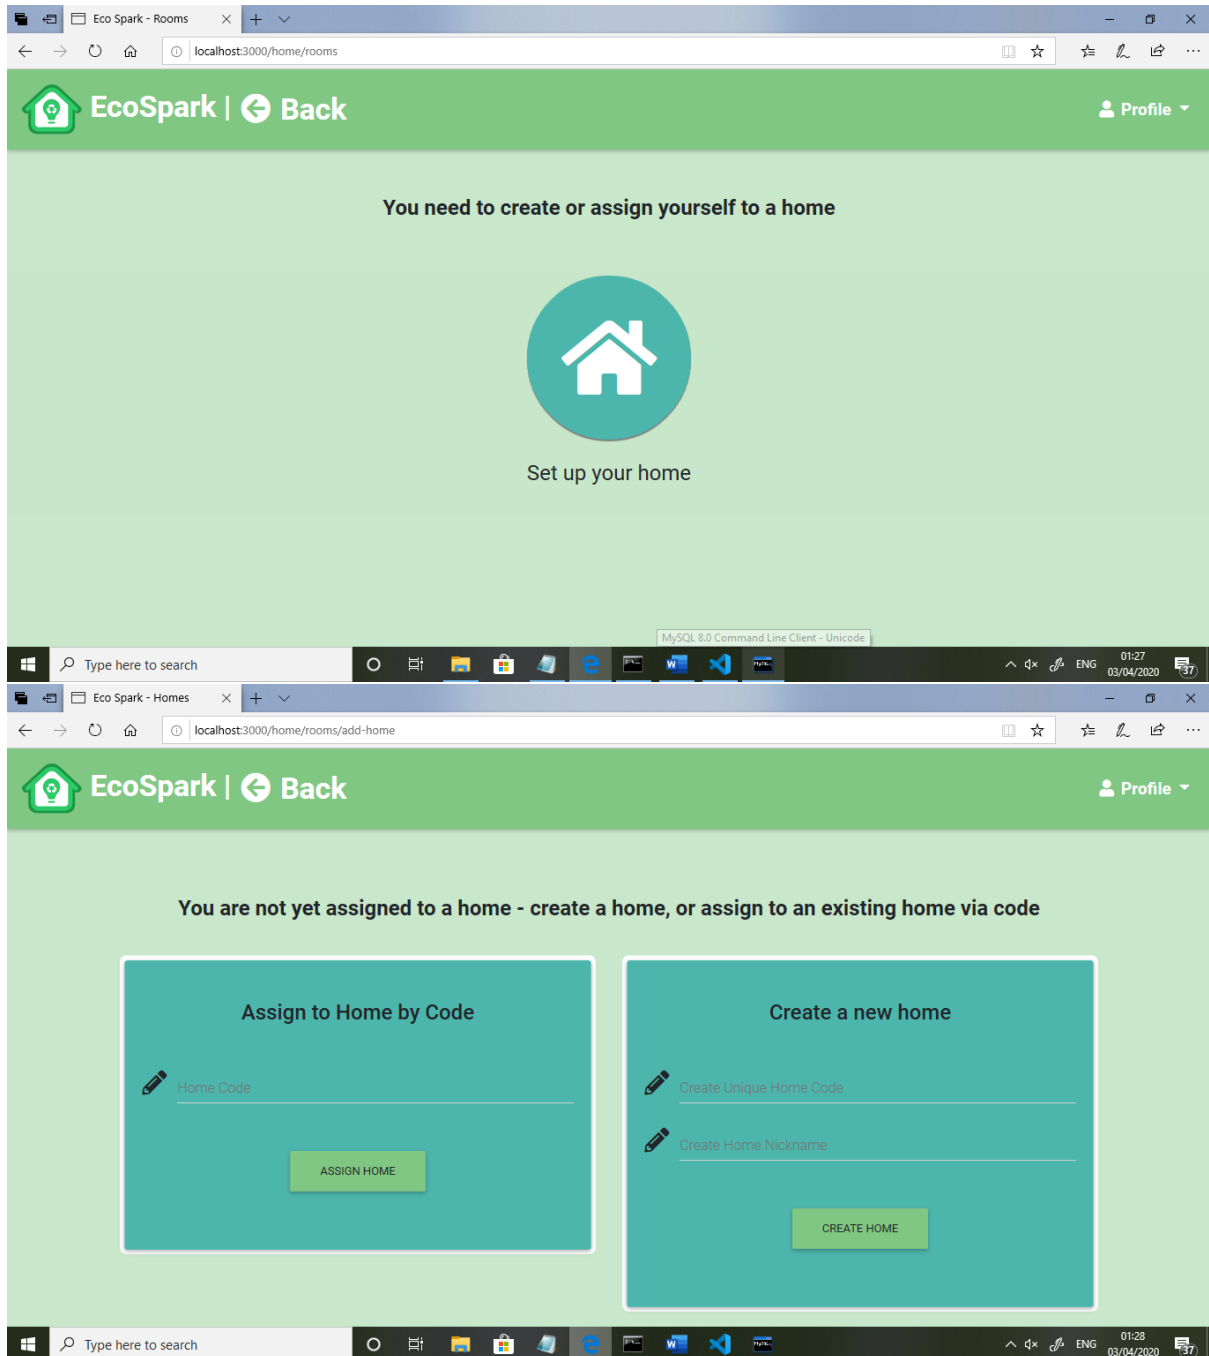 Eco Spark - Rooms
localhost:3000/home/rooms
EcoSpark | Back
Profile
You need to create or assign yourself to a home
Set up your home
MySQL 8.0 Command Line Client - Unicode
Type here to search
ENG
01:27
03/04/2020
37
Eco Spark - Homes
localhost:3000/home/rooms/add-home
EcoSpark | Back
Profile
You are not yet assigned to a home - create a home, or assign to an existing home via code
Assign to Home by Code
Home Code
ASSIGN HOME
Create a new home
Create Unique Home Code
Create Home Nickname
CREATE HOME
Type here to search
ENG
01:28
03/04/2020
37